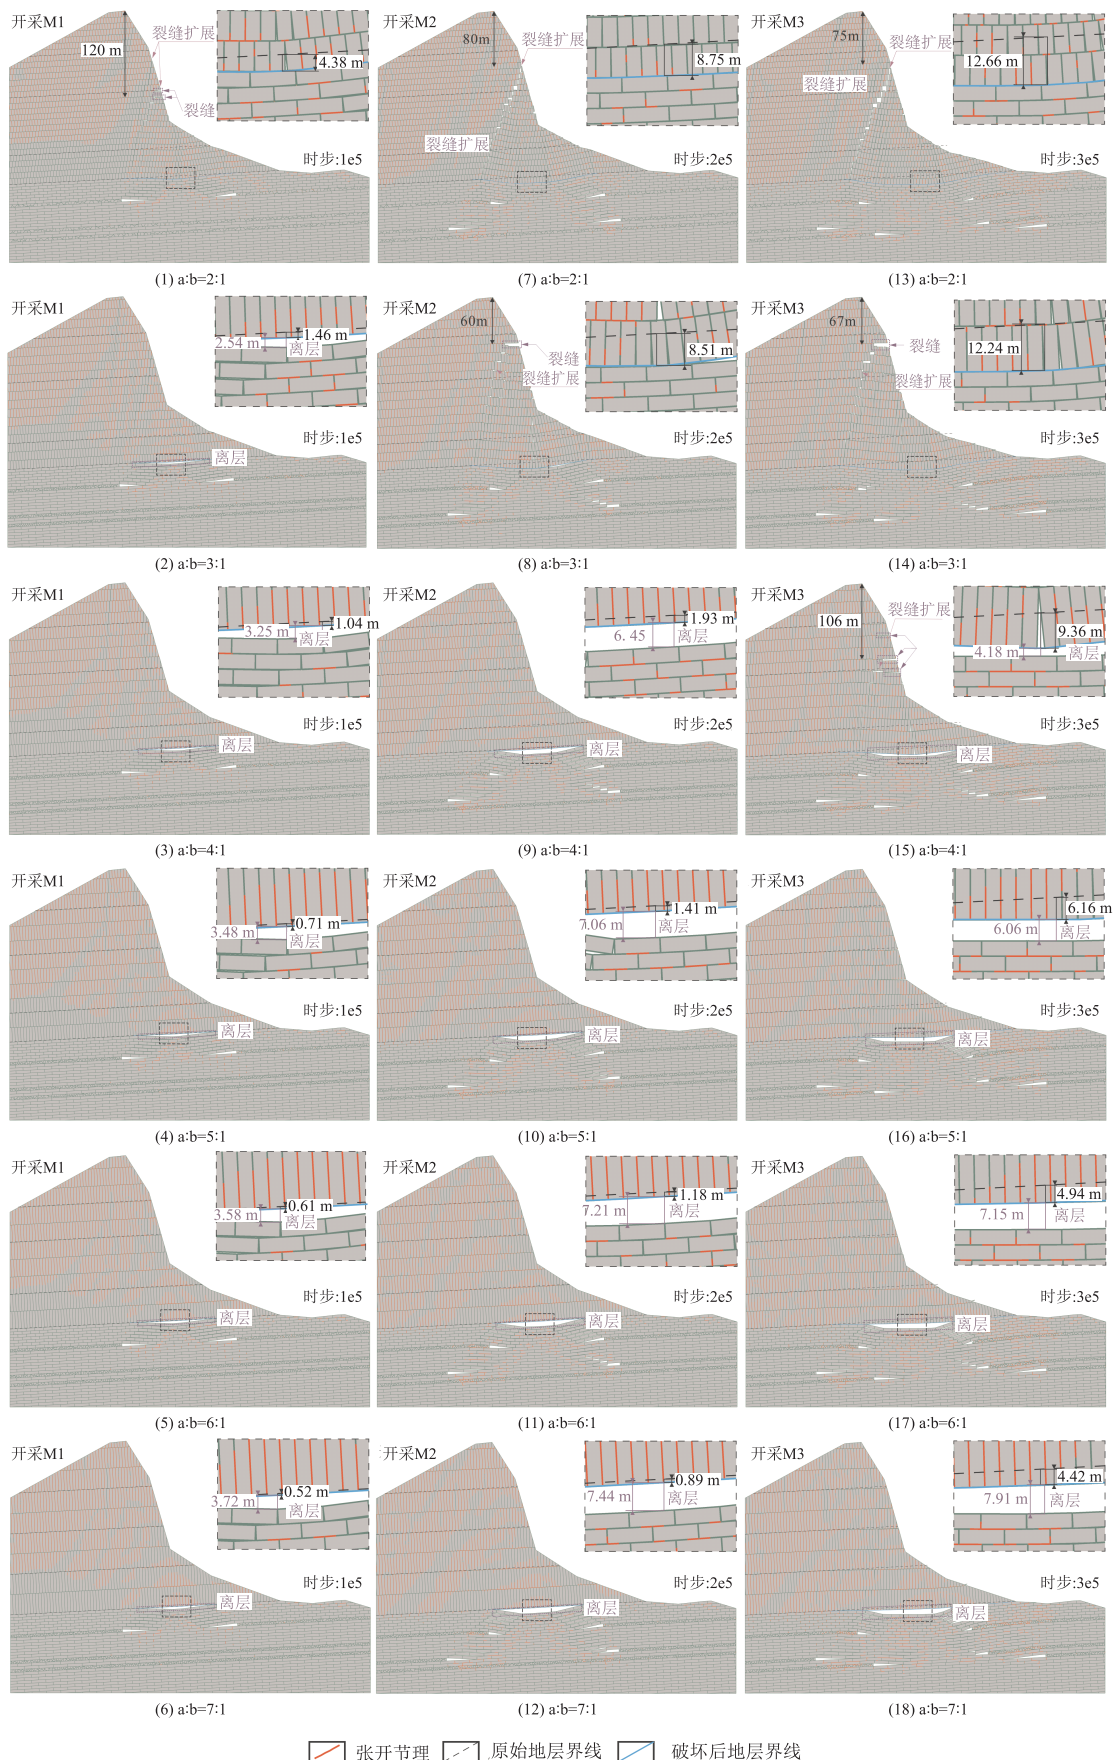 开采M1
120 m
裂缝扩展
裂缝
4.38 m
时步:1e5
(1) a:b=2:1
开采M2
80m
裂缝扩展
裂缝扩展
8.75 m
时步:2e5
(7) a:b=2:1
开采M3
75m
裂缝扩展
裂缝扩展
12.66 m
时步:3e5
(13) a:b=2:1
开采M1
2.54 m
1.46 m
离层
时步:1e5
离层
(2) a:b=3:1
开采M2
60m
裂缝
裂缝扩展
8.51 m
时步:2e5
(8) a:b=3:1
开采M3
67m
裂缝
裂缝扩展
12.24 m
时步:3e5
(14) a:b=3:1
开采M1
3.25 m
1.04 m
离层
时步:1e5
离层
(3) a:b=4:1
开采M2
6. 45
1.93 m
离层
时步:2e5
离层
(9) a:b=4:1
开采M3
106 m
裂缝扩展
9.36 m
4.18 m
离层
时步:3e5
离层
(15) a:b=4:1
开采M1
3.48 m
0.71 m
离层
时步:1e5
离层
(4) a:b=5:1
开采M2
7.06 m
1.41 m
离层
时步:2e5
离层
(10) a:b=5:1
开采M3
6.16 m
6.06 m
离层
时步:3e5
离层
(16) a:b=5:1
开采M1
3.58 m
0.61 m
离层
时步:1e5
离层
(5) a:b=6:1
开采M2
7.21 m
1.18 m
离层
时步:2e5
离层
(11) a:b=6:1
开采M3
4.94 m
7.15 m
离层
时步:3e5
离层
(17) a:b=6:1
开采M1
3.72 m
0.52 m
离层
时步:1e5
离层
(6) a:b=7:1
开采M2
7.44 m
0.89 m
离层
时步:2e5
离层
(12) a:b=7:1
开采M3
4.42 m
7.91 m
离层
时步:3e5
离层
(18) a:b=7:1
张开节理 原始地层界线 破坏后地层界线